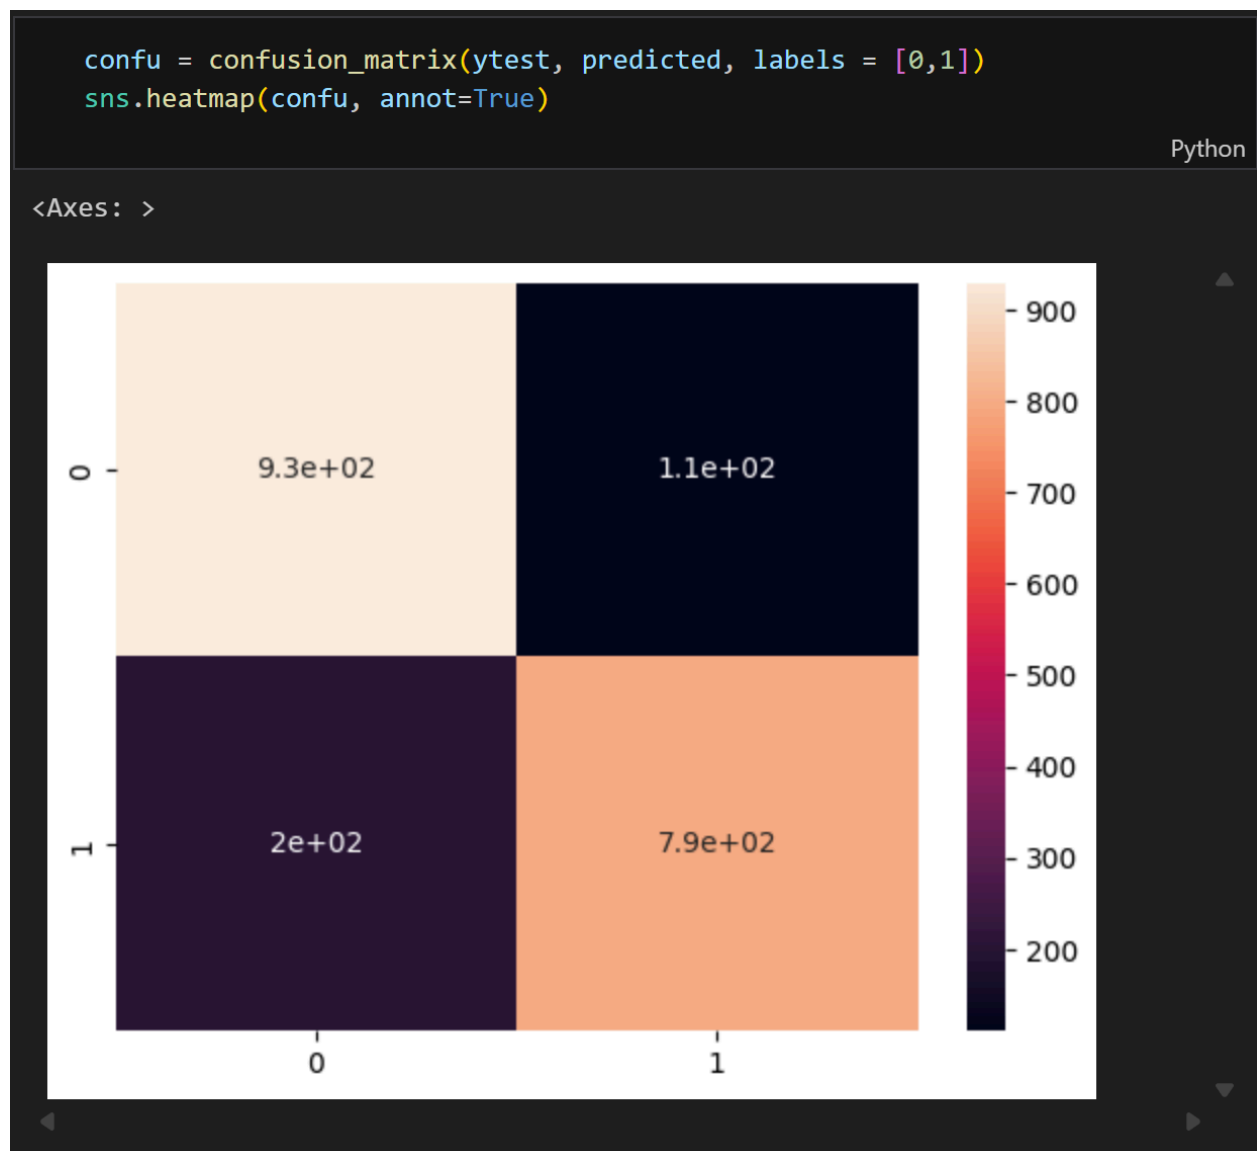 confu = confusion_matrix(ytest, predicted, labels = [0,1])
sns.heatmap(confu, annot=True)
Python
<Axes: >
900
800
700
600
500
400
300
200
0
9.3e+02 1.1e+02
1
2e+02 7.9e+02
0 1